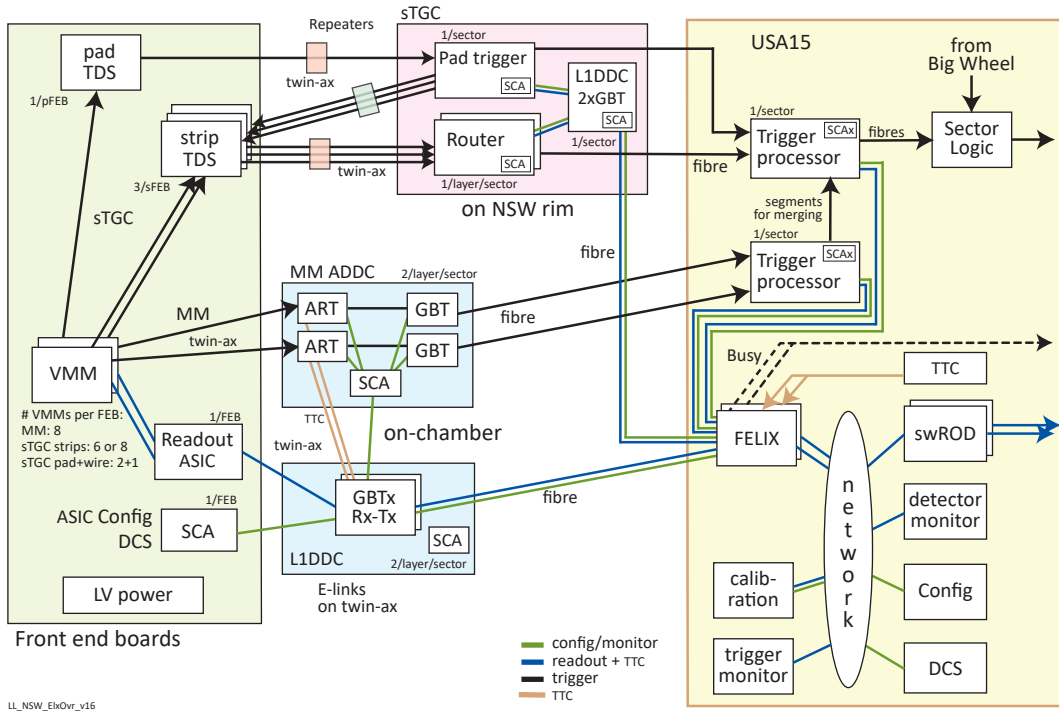 sTGC
Repeaters
USA15
pad
TDS
1/pFEB
twin-ax
1/sector
Pad trigger
SCA
L1DDC
2xGBT
SCA
1/sector
from
Big Wheel
strip
TDS
3/sFEB
twin-ax
Router
SCA
1/layer/sector
on NSW rim
fibre
1/sector
Trigger
processor
SCAx
fibres
Sector
Logic
segments
for merging
sTGC
1/sector
Trigger
processor
SCAx
fibre
MM ADDC
2/layer/sector
MM
twin-ax
ART
GBT
ART
GBT
SCA
fibre
TTC
twin-ax
on-chamber
VMM
# VMMs per FEB:
MM: 8
sTGC strips: 6 or 8
sTGC pad+wire: 2+1
1/FEB
Readout
ASIC
Busy
TTC
FELIX
swROD
GBTx
Rx-Tx
fibre
1/FEB
ASIC Config
DCS
SCA
SCA
L1DDC
2/layer/sector
E-links
on twin-ax
LV power
Front end boards
network
detector
monitor
calib-
ration
Config
trigger
monitor
DCS
config/monitor
readout + TTC
trigger
TTC
LL_NSW_ElxOvr_v16